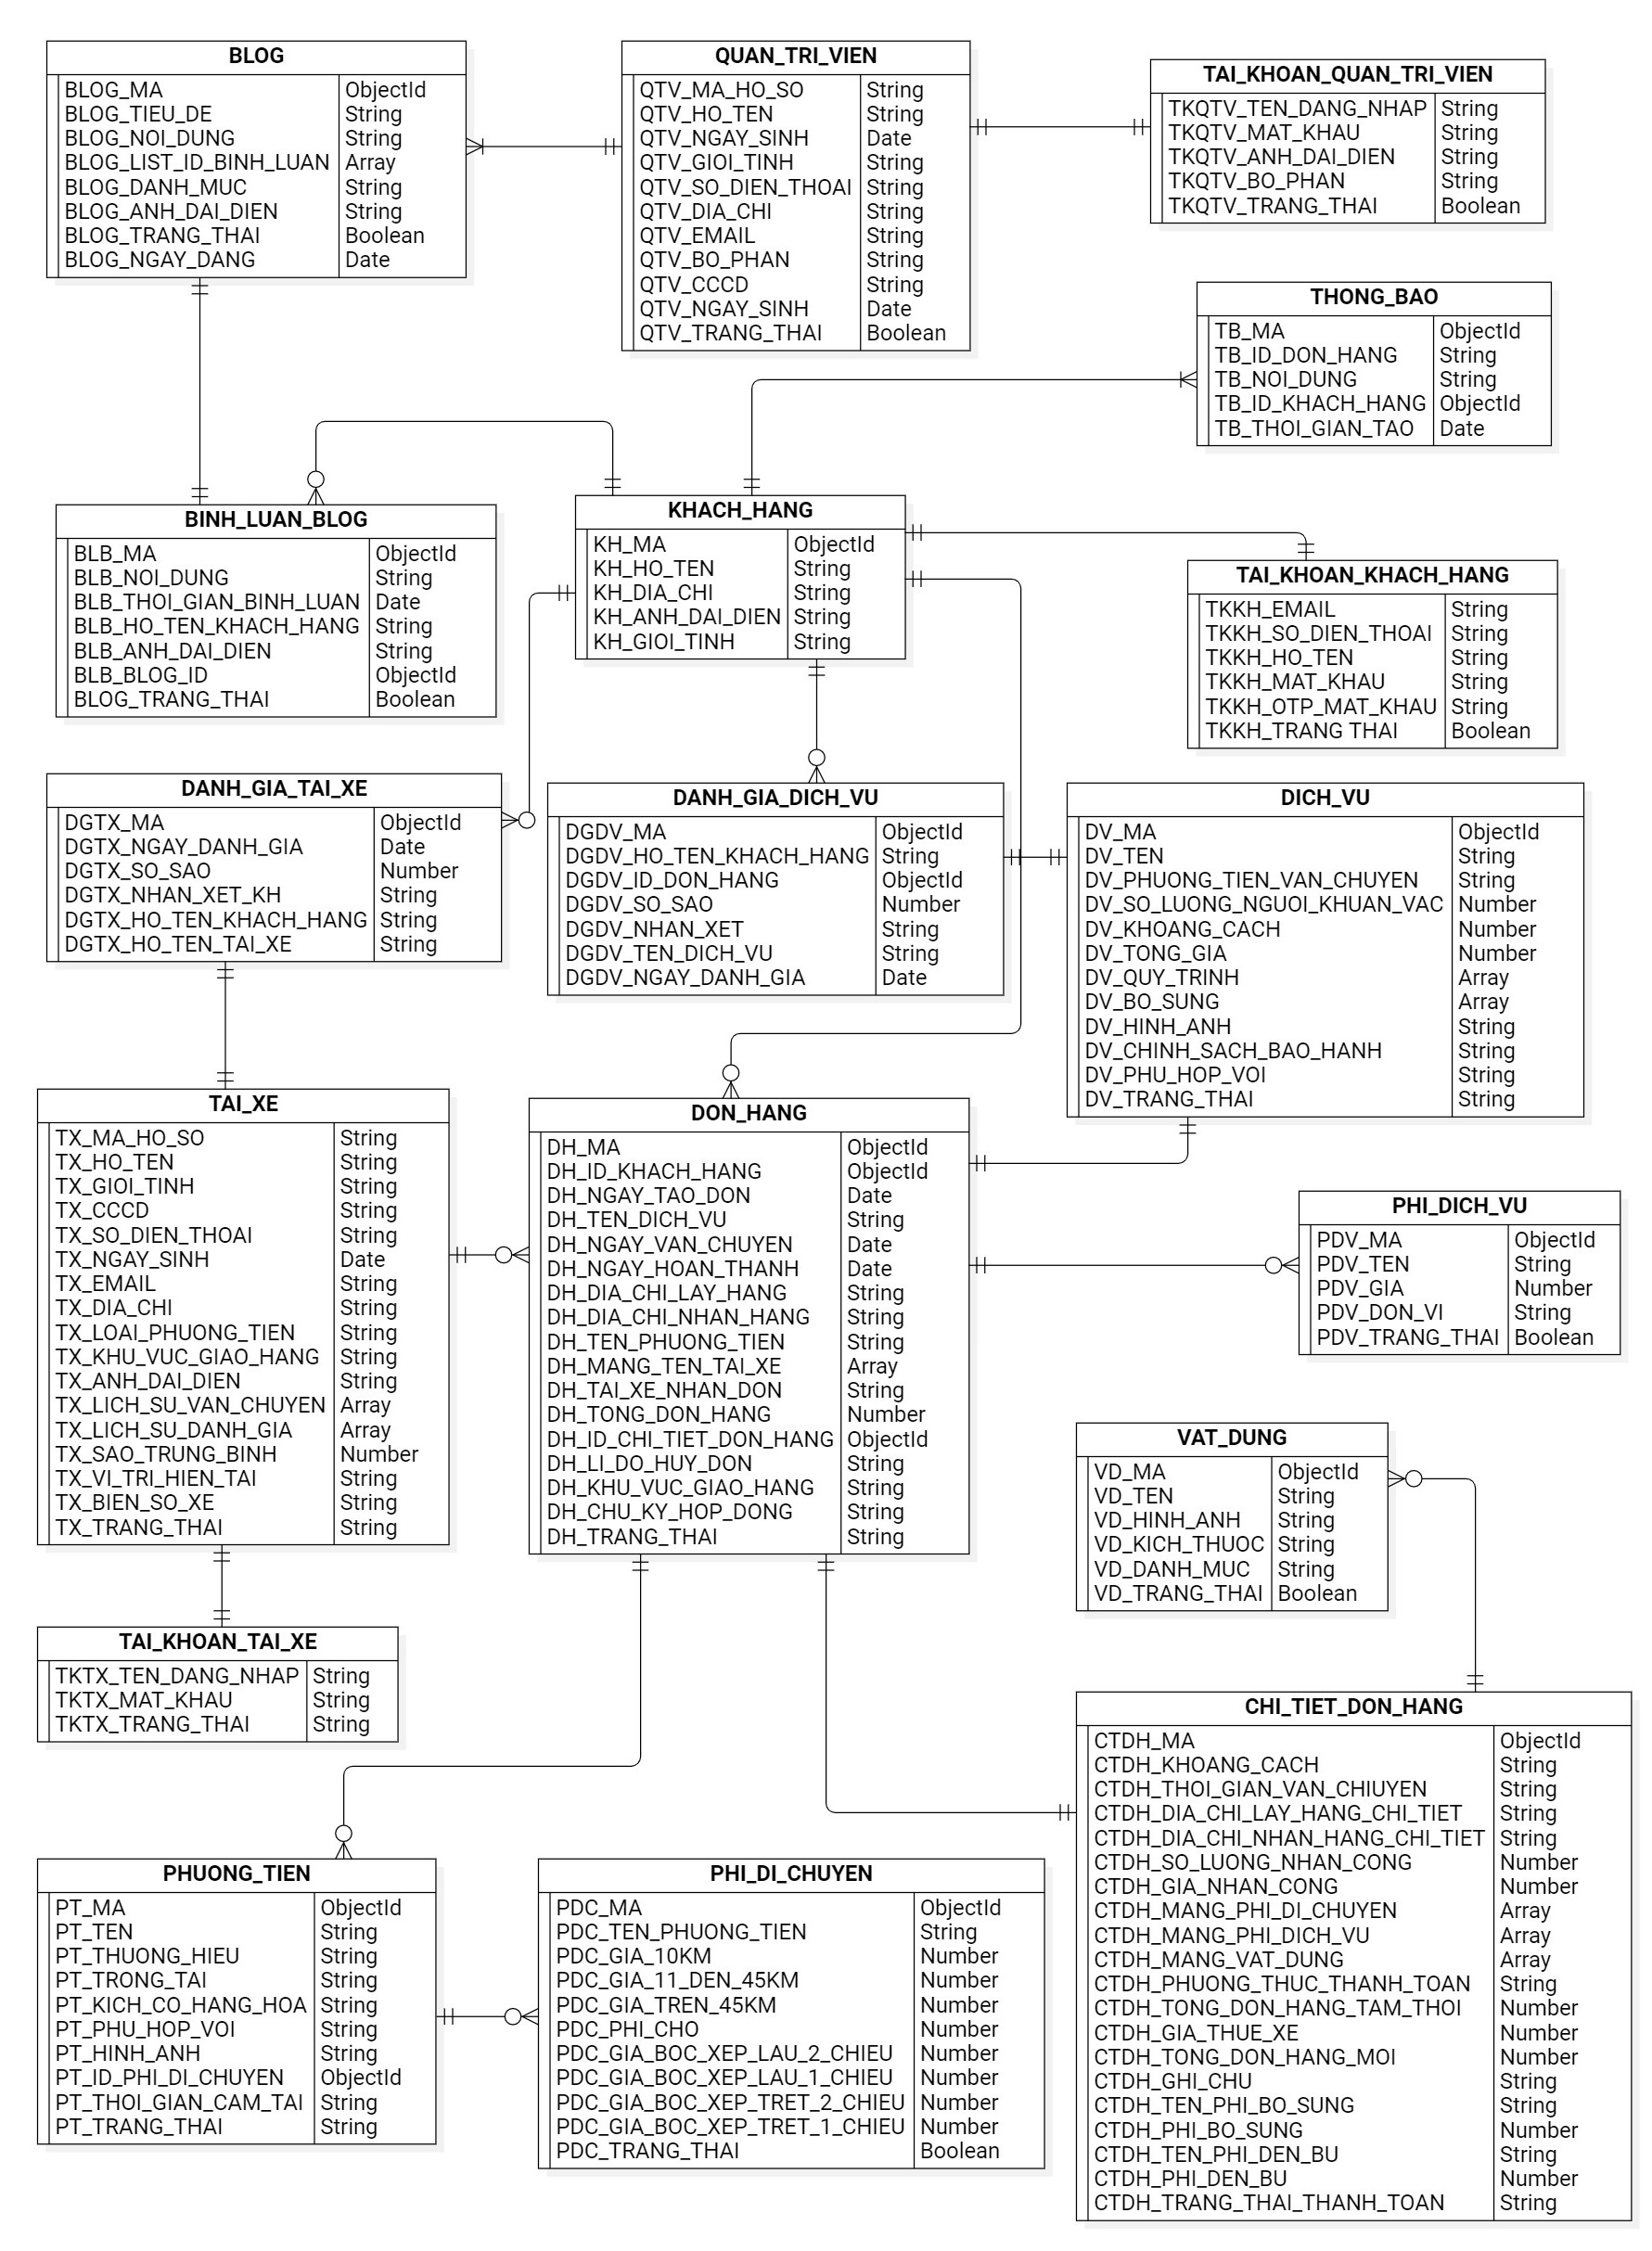 BLOG
BLOG_MA ObjectId
BLOG_TIEU_DE String
BLOG_NOI_DUNG String
BLOG_LIST_ID_BINH_LUAN Array
BLOG_DANH_MUC String
BLOG_ANH_DAI_DIEN String
BLOG_TRANG_THAI Boolean
BLOG_NGAY_DANG Date
QUAN_TRI_VIEN
QTV_MA_HO_SO String
QTV_HO_TEN String
QTV_NGAY_SINH Date
QTV_GIOI_TINH String
QTV_SO_DIEN_THOAI String
QTV_DIA_CHI String
QTV_EMAIL String
QTV_BO_PHAN String
QTV_CCCD String
QTV_NGAY_SINH Date
QTV_TRANG_THAI Boolean
TAI_KHOAN_QUAN_TRI_VIEN
TKQTV_TEN_DANG_NHAP String
TKQTV_MAT_KHAU String
TKQTV_ANH_DAI_DIEN String
TKQTV_BO_PHAN String
TKQTV_TRANG_THAI Boolean
THONG_BAO
TB_MA ObjectId
TB_ID_DON_HANG String
TB_NOI_DUNG String
TB_ID_KHACH_HANG ObjectId
TB_THOI_GIAN_TAO Date
BINH_LUAN_BLOG
BLB_MA ObjectId
BLB_NOI_DUNG String
BLB_THOI_GIAN_BINH_LUAN Date
BLB_HO_TEN_KHACH_HANG String
BLB_ANH_DAI_DIEN String
BLB_BLOG_ID ObjectId
BLOG_TRANG_THAI Boolean
KHACH_HANG
KH_MA ObjectId
KH_HO_TEN String
KH_DIA_CHI String
KH_ANH_DAI_DIEN String
KH_GIOI_TINH String
TAI_KHOAN_KHACH_HANG
TKKH_EMAIL String
TKKH_SO_DIEN_THOAI String
TKKH_HO_TEN String
TKKH_MAT_KHAU String
TKKH_OTP_MAT_KHAU String
TKKH_TRANG THAI Boolean
DANH_GIA_TAI_XE
DGTX_MA ObjectId
DGTX_NGAY_DANH_GIA Date
DGTX_SO_SAO Number
DGTX_NHAN_XET_KH String
DGTX_HO_TEN_KHACH_HANG String
DGTX_HO_TEN_TAI_XE String
DANH_GIA_DICH_VU
DGDV_MA ObjectId
DGDV_HO_TEN_KHACH_HANG String
DGDV_ID_DON_HANG ObjectId
DGDV_SO_SAO Number
DGDV_NHAN_XET String
DGDV_TEN_DICH_VU String
DGDV_NGAY_DANH_GIA Date
DICH_VU
DV_MA ObjectId
DV_TEN String
DV_PHUONG_TIEN_VAN_CHUYEN String
DV_SO_LUONG_NGUOI_KHUAN_VAC Number
DV_KHOANG_CACH Number
DV_TONG_GIA Number
DV_QUY_TRINH Array
DV_BO_SUNG Array
DV_HINH_ANH String
DV_CHINH_SACH_BAO_HANH String
DV_PHU_HOP_VOI String
DV_TRANG_THAI String
TAI_XE
TX_MA_HO_SO String
TX_HO_TEN String
TX_GIOI_TINH String
TX_CCCD String
TX_SO_DIEN_THOAI String
TX_NGAY_SINH Date
TX_EMAIL String
TX_DIA_CHI String
TX_LOAI_PHUONG_TIEN String
TX_KHU_VUC_GIAO_HANG String
TX_ANH_DAI_DIEN String
TX_LICH_SU_VAN_CHUYEN Array
TX_LICH_SU_DANH_GIA Array
TX_SAO_TRUNG_BINH Number
TX_VI_TRI_HIEN_TAI String
TX_BIEN_SO_XE String
TX_TRANG_THAI String
DON_HANG
DH_MA ObjectId
DH_ID_KHACH_HANG ObjectId
DH_NGAY_TAO_DON Date
DH_TEN_DICH_VU String
DH_NGAY_VAN_CHUYEN Date
DH_NGAY_HOAN_THANH Date
DH_DIA_CHI_LAY_HANG String
DH_DIA_CHI_NHAN_HANG String
DH_TEN_PHUONG_TIEN String
DH_MANG_TEN_TAI_XE Array
DH_TAI_XE_NHAN_DON String
DH_TONG_DON_HANG Number
DH_ID_CHI_TIET_DON_HANG ObjectId
DH_LI_DO_HUY_DON String
DH_KHU_VUC_GIAO_HANG String
DH_CHU_KY_HOP_DONG String
DH_TRANG_THAI String
PHI_DICH_VU
PDV_MA ObjectId
PDV_TEN String
PDV_GIA Number
PDV_DON_VI String
PDV_TRANG_THAI Boolean
VAT_DUNG
VD_MA ObjectId
VD_TEN String
VD_HINH_ANH String
VD_KICH_THUOC String
VD_DANH_MUC String
VD_TRANG_THAI Boolean
TAI_KHOAN_TAI_XE
TKTX_TEN_DANG_NHAP String
TKTX_MAT_KHAU String
TKTX_TRANG_THAI String
CHI_TIET_DON_HANG
CTDH_MA ObjectId
CTDH_KHOANG_CACH String
CTDH_THOI_GIAN_VAN_CHIUYEN String
CTDH_DIA_CHI_LAY_HANG_CHI_TIET String
CTDH_DIA_CHI_NHAN_HANG_CHI_TIET String
CTDH_SO_LUONG_NHAN_CONG Number
CTDH_GIA_NHAN_CONG Number
CTDH_MANG_PHI_DI_CHUYEN Array
CTDH_MANG_PHI_DICH_VU Array
CTDH_MANG_VAT_DUNG Array
CTDH_PHUONG_THUC_THANH_TOAN String
CTDH_TONG_DON_HANG_TAM_THOI Number
CTDH_GIA_THUE_XE Number
CTDH_TONG_DON_HANG_MOI Number
CTDH_GHI_CHU String
CTDH_TEN_PHI_BO_SUNG String
CTDH_PHI_BO_SUNG Number
CTDH_TEN_PHI_DEN_BU String
CTDH_PHI_DEN_BU Number
CTDH_TRANG_THAI_THANH_TOAN String
PHUONG_TIEN
PT_MA ObjectId
PT_TEN String
PT_THUONG_HIEU String
PT_TRONG_TAI String
PT_KICH_CO_HANG_HOA String
PT_PHU_HOP_VOI String
PT_HINH_ANH String
PT_ID_PHI_DI_CHUYEN ObjectId
PT_THOI_GIAN_CAM_TAI String
PT_TRANG_THAI String
PHI_DI_CHUYEN
PDC_MA ObjectId
PDC_TEN_PHUONG_TIEN String
PDC_GIA_10KM Number
PDC_GIA_11_DEN_45KM Number
PDC_GIA_TREN_45KM Number
PDC_PHI_CHO Number
PDC_GIA_BOC_XEP_LAU_2_CHIEU Number
PDC_GIA_BOC_XEP_LAU_1_CHIEU Number
PDC_GIA_BOC_XEP_TRET_2_CHIEU Number
PDC_GIA_BOC_XEP_TRET_1_CHIEU Number
PDC_TRANG_THAI Boolean